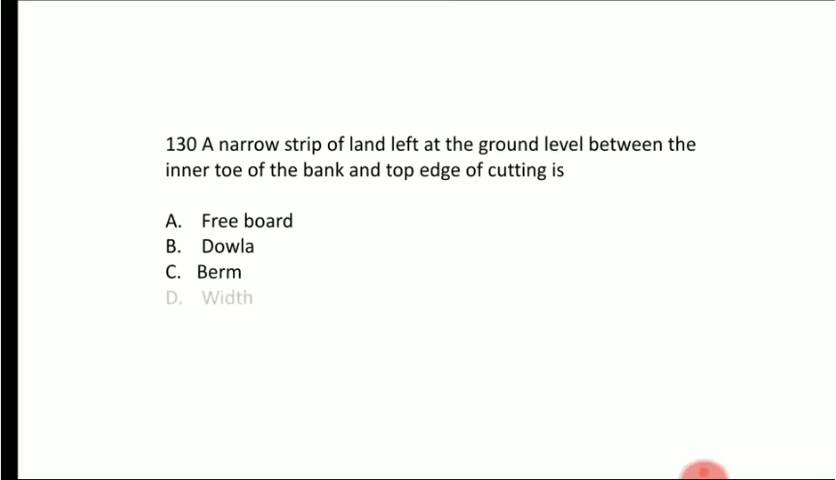 130 A narrow strip of land left at the ground level between the
inner toe of the bank and top edge of cutting is
A. Free board
B. Dowla
C. Berm
D. Width